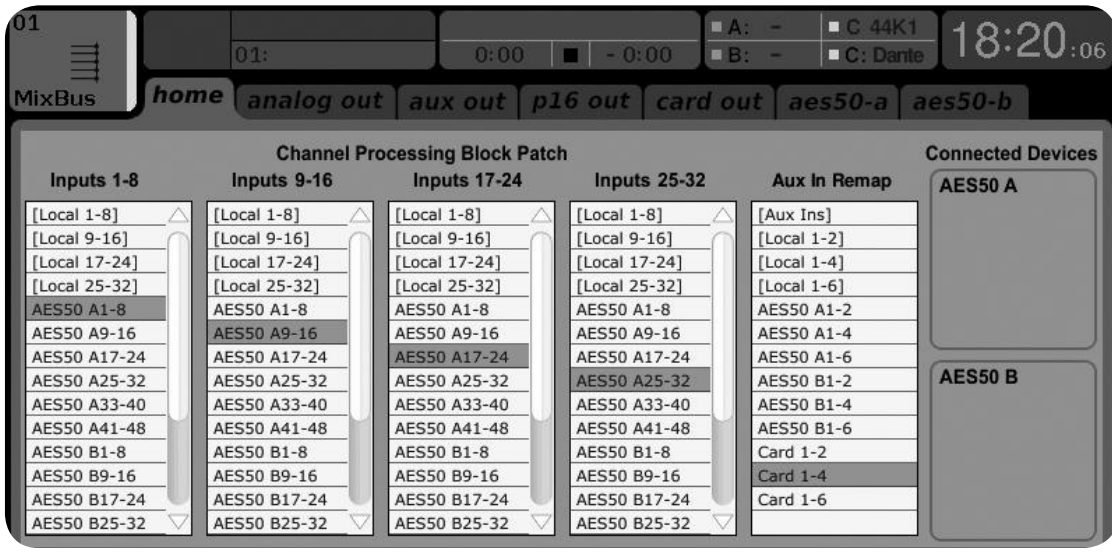 01
MixBus
01:
0:00 - 0:00
A: - C 44K1
B: - C: Dante
18:20:06
home analog out aux out p16 out card out aes50-a aes50-b
Channel Processing Block Patch
Connected Devices
Inputs 1-8
[Local 1-8]
[Local 9-16]
[Local 17-24]
[Local 25-32]
AES50 A1-8
AES50 A9-16
AES50 A17-24
AES50 A25-32
AES50 A33-40
AES50 A41-48
AES50 B1-8
AES50 B9-16
AES50 B17-24
AES50 B25-32
Inputs 9-16
[Local 1-8]
[Local 9-16]
[Local 17-24]
[Local 25-32]
AES50 A1-8
AES50 A9-16
AES50 A17-24
AES50 A25-32
AES50 A33-40
AES50 A41-48
AES50 B1-8
AES50 B9-16
AES50 B17-24
AES50 B25-32
Inputs 17-24
[Local 1-8]
[Local 9-16]
[Local 17-24]
[Local 25-32]
AES50 A1-8
AES50 A9-16
AES50 A17-24
AES50 A25-32
AES50 A33-40
AES50 A41-48
AES50 B1-8
AES50 B9-16
AES50 B17-24
AES50 B25-32
Inputs 25-32
[Local 1-8]
[Local 9-16]
[Local 17-24]
[Local 25-32]
AES50 A1-8
AES50 A9-16
AES50 A17-24
AES50 A25-32
AES50 A33-40
AES50 A41-48
AES50 B1-8
AES50 B9-16
AES50 B17-24
AES50 B25-32
Aux In Remap
[Aux Ins]
[Local 1-2]
[Local 1-4]
[Local 1-6]
AES50 A1-2
AES50 A1-4
AES50 A1-6
AES50 B1-2
AES50 B1-4
AES50 B1-6
Card 1-2
Card 1-4
Card 1-6
AES50 A
AES50 B